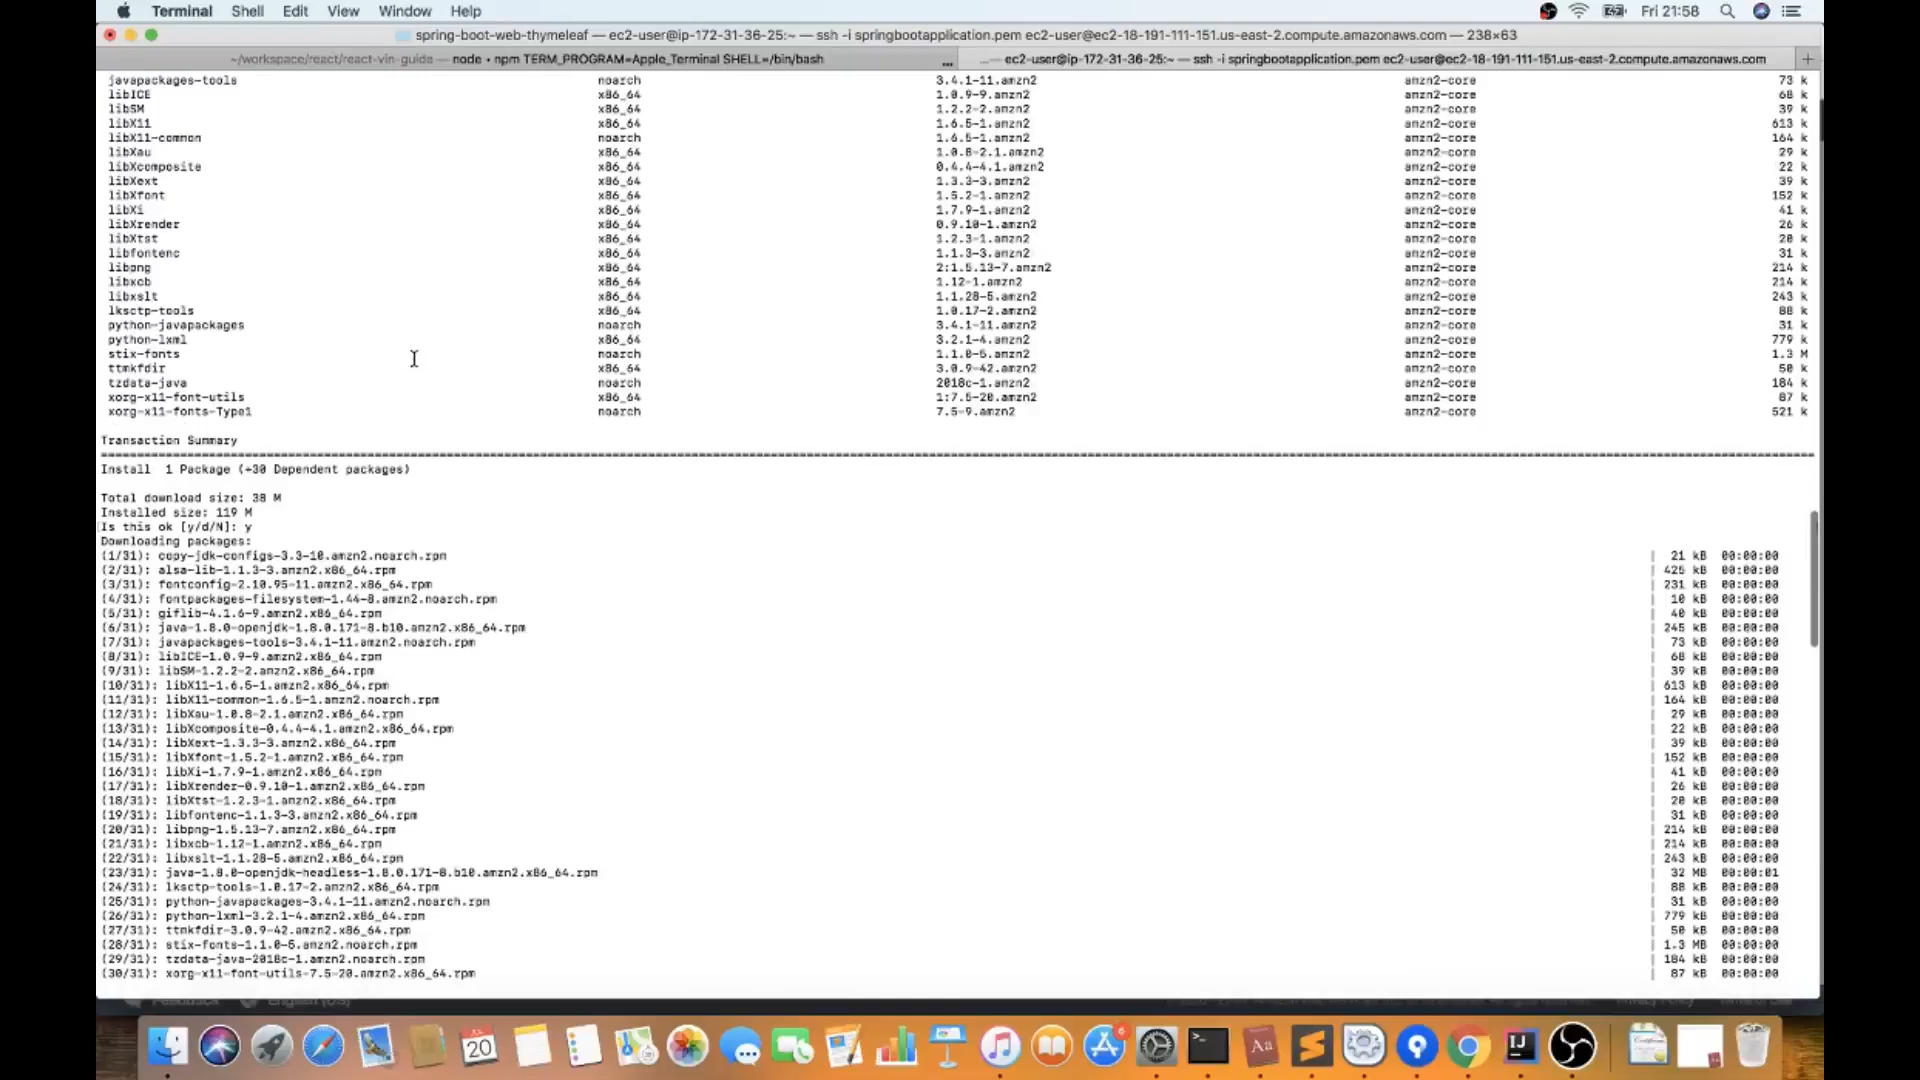 Terminal Shell Edit View Window Help Fri 21:58
spring-boot-web-thymeleaf — ec2-user@ip-172-31-36-25:~ — ssh -i springbootapplication.pem ec2-user@ec2-18-191-111-151.us-east-2.compute.amazonaws.com — 238×63
~/workspace/react/react-vin-guide — node • npm TERM_PROGRAM=Apple_Terminal SHELL=/bin/bash ... ... — ec2-user@ip-172-31-36-25:~ — ssh -i springbootapplication.pem ec2-user@ec2-18-191-111-151.us-east-2.compute.amazonaws.com +
javapackages-tools noarch 3.4.1-11.amzn2 amzn2-core 73 k
libICE x86_64 1.0.9-9.amzn2 amzn2-core 68 k
libSM x86_64 1.2.2-2.amzn2 amzn2-core 39 k
libX11 x86_64 1.6.5-1.amzn2 amzn2-core 613 k
libX11-common noarch 1.6.5-1.amzn2 amzn2-core 164 k
libXau x86_64 1.0.8-2.1.amzn2 amzn2-core 29 k
libXcomposite x86_64 0.4.4-4.1.amzn2 amzn2-core 22 k
libXext x86_64 1.3.3-3.amzn2 amzn2-core 39 k
libXfont x86_64 1.5.2-1.amzn2 amzn2-core 152 k
libXi x86_64 1.7.9-1.amzn2 amzn2-core 41 k
libXrender x86_64 0.9.10-1.amzn2 amzn2-core 26 k
libXtst x86_64 1.2.3-1.amzn2 amzn2-core 20 k
libfontenc x86_64 1.1.3-3.amzn2 amzn2-core 31 k
libpng x86_64 2:1.5.13-7.amzn2 amzn2-core 214 k
libxcb x86_64 1.12-1.amzn2 amzn2-core 214 k
libxslt x86_64 1.1.28-5.amzn2 amzn2-core 243 k
lksctp-tools x86_64 1.0.17-2.amzn2 amzn2-core 88 k
python-javapackages noarch 3.4.1-11.amzn2 amzn2-core 31 k
python-lxml x86_64 3.2.1-4.amzn2 amzn2-core 779 k
stix-fonts noarch 1.1.0-5.amzn2 amzn2-core 1.3 M
ttmkfdir x86_64 3.0.9-42.amzn2 amzn2-core 50 k
tzdata-java noarch 2018c-1.amzn2 amzn2-core 184 k
xorg-x11-font-utils x86_64 1:7.5-20.amzn2 amzn2-core 87 k
xorg-x11-fonts-Type1 noarch 7.5-9.amzn2 amzn2-core 521 k
Transaction Summary
Install 1 Package (+30 Dependent packages)
Total download size: 38 M
Installed size: 119 M
Is this ok [y/d/N]: y
Downloading packages:
(1/31): copy-jdk-configs-3.3-10.amzn2.noarch.rpm | 21 kB 00:00:00
(2/31): alsa-lib-1.1.3-3.amzn2.x86_64.rpm | 425 kB 00:00:00
(3/31): fontconfig-2.10.95-11.amzn2.x86_64.rpm | 231 kB 00:00:00
(4/31): fontpackages-filesystem-1.44-8.amzn2.noarch.rpm | 10 kB 00:00:00
(5/31): giflib-4.1.6-9.amzn2.x86_64.rpm | 40 kB 00:00:00
(6/31): java-1.8.0-openjdk-1.8.0.171-8.b10.amzn2.x86_64.rpm | 245 kB 00:00:00
(7/31): javapackages-tools-3.4.1-11.amzn2.noarch.rpm | 73 kB 00:00:00
(8/31): libICE-1.0.9-9.amzn2.x86_64.rpm | 68 kB 00:00:00
(9/31): libSM-1.2.2-2.amzn2.x86_64.rpm | 39 kB 00:00:00
(10/31): libX11-1.6.5-1.amzn2.x86_64.rpm | 613 kB 00:00:00
(11/31): libX11-common-1.6.5-1.amzn2.noarch.rpm | 164 kB 00:00:00
(12/31): libXau-1.0.8-2.1.amzn2.x86_64.rpm | 29 kB 00:00:00
(13/31): libXcomposite-0.4.4-4.1.amzn2.x86_64.rpm | 22 kB 00:00:00
(14/31): libXext-1.3.3-3.amzn2.x86_64.rpm | 39 kB 00:00:00
(15/31): libXfont-1.5.2-1.amzn2.x86_64.rpm | 152 kB 00:00:00
(16/31): libXi-1.7.9-1.amzn2.x86_64.rpm | 41 kB 00:00:00
(17/31): libXrender-0.9.10-1.amzn2.x86_64.rpm | 26 kB 00:00:00
(18/31): libXtst-1.2.3-1.amzn2.x86_64.rpm | 20 kB 00:00:00
(19/31): libfontenc-1.1.3-3.amzn2.x86_64.rpm | 31 kB 00:00:00
(20/31): libpng-1.5.13-7.amzn2.x86_64.rpm | 214 kB 00:00:00
(21/31): libxcb-1.12-1.amzn2.x86_64.rpm | 214 kB 00:00:00
(22/31): libxslt-1.1.28-5.amzn2.x86_64.rpm | 243 kB 00:00:00
(23/31): java-1.8.0-openjdk-headless-1.8.0.171-8.b10.amzn2.x86_64.rpm | 32 MB 00:00:01
(24/31): lksctp-tools-1.0.17-2.amzn2.x86_64.rpm | 88 kB 00:00:00
(25/31): python-javapackages-3.4.1-11.amzn2.noarch.rpm | 31 kB 00:00:00
(26/31): python-lxml-3.2.1-4.amzn2.x86_64.rpm | 779 kB 00:00:00
(27/31): ttmkfdir-3.0.9-42.amzn2.x86_64.rpm | 50 kB 00:00:00
(28/31): stix-fonts-1.1.0-5.amzn2.noarch.rpm | 1.3 MB 00:00:00
(29/31): tzdata-java-2018c-1.amzn2.noarch.rpm | 184 kB 00:00:00
(30/31): xorg-x11-font-utils-7.5-20.amzn2.x86_64.rpm | 87 kB 00:00:00
20
Aa
IJ